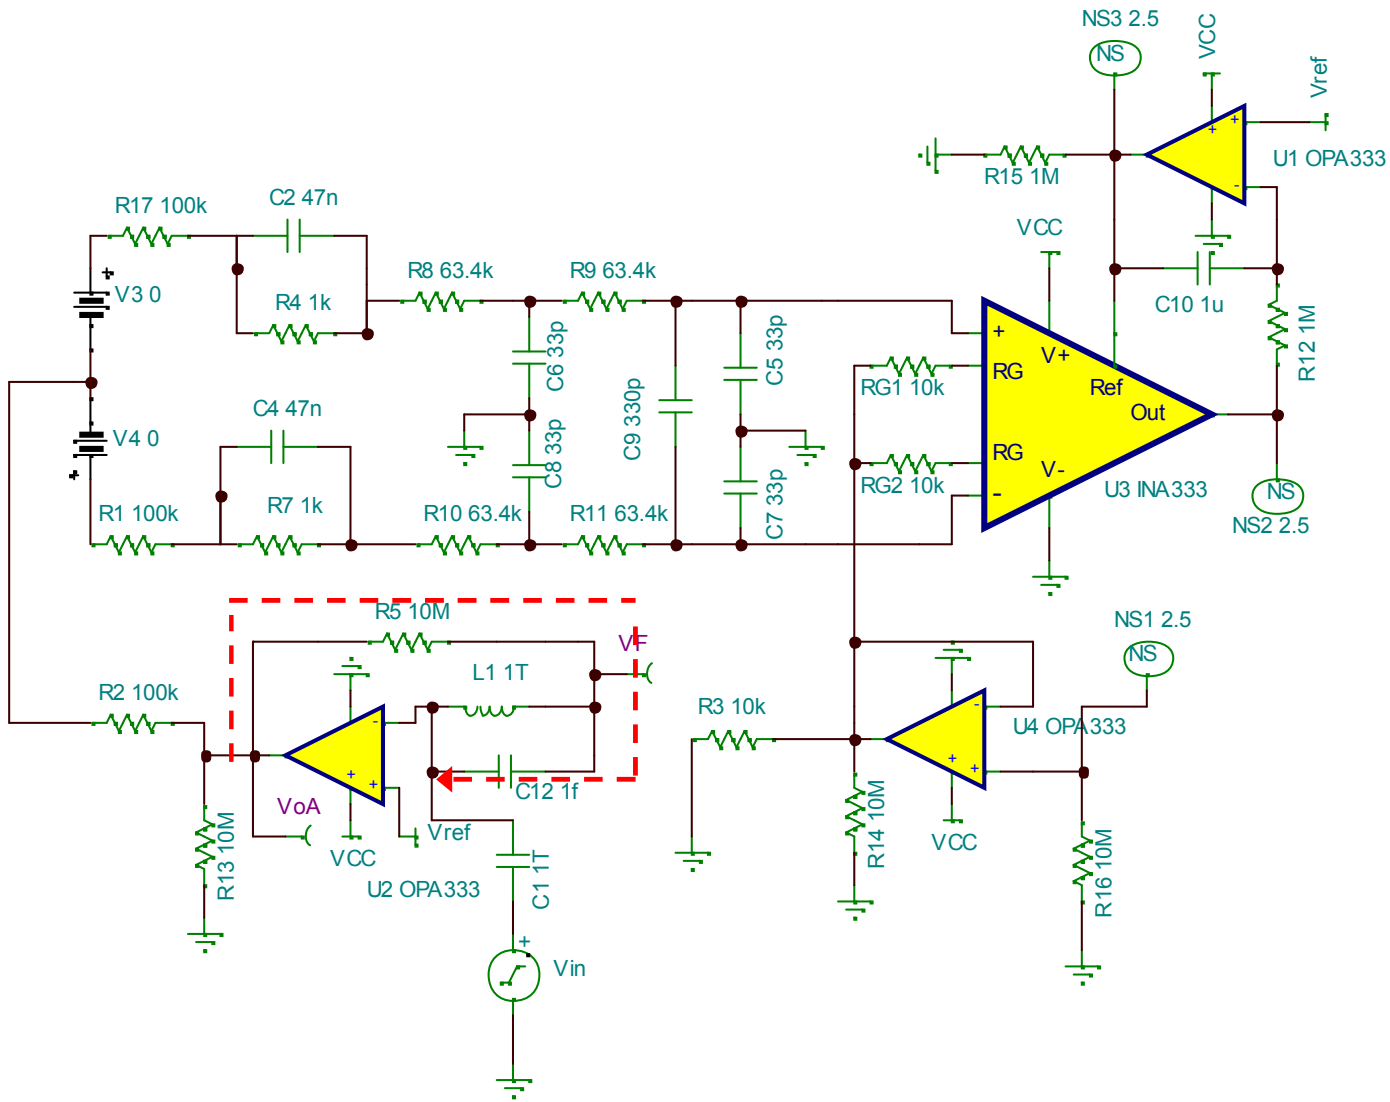 NS3 2.5
NS
VCC
Vref
+
+
-
U1 OPA333
R15 1M
R17 100k
C2 47n
VCC
R8 63.4k
R9 63.4k
+
V3 0
R4 1k
C10 1u
C6 33p
C5 33p
R12 1M
+
V+
RG1 10k
RG
Ref
C9 330p
Out
C4 47n
V4 0
+
C8 33p
C7 33p
RG
V-
RG2 10k
-
U3 INA333
NS
NS2 2.5
R1 100k
R7 1k
R10 63.4k
R11 63.4k
R5 10M
VF
NS1 2.5
NS
L1 1T
R2 100k
R3 10k
-
-
U4 OPA333
+
+
+
+
C12 1f
VoA
VCC
Vref
R13 10M
U2 OPA333
C1 1T
R14 10M
VCC
R16 10M
+
Vin